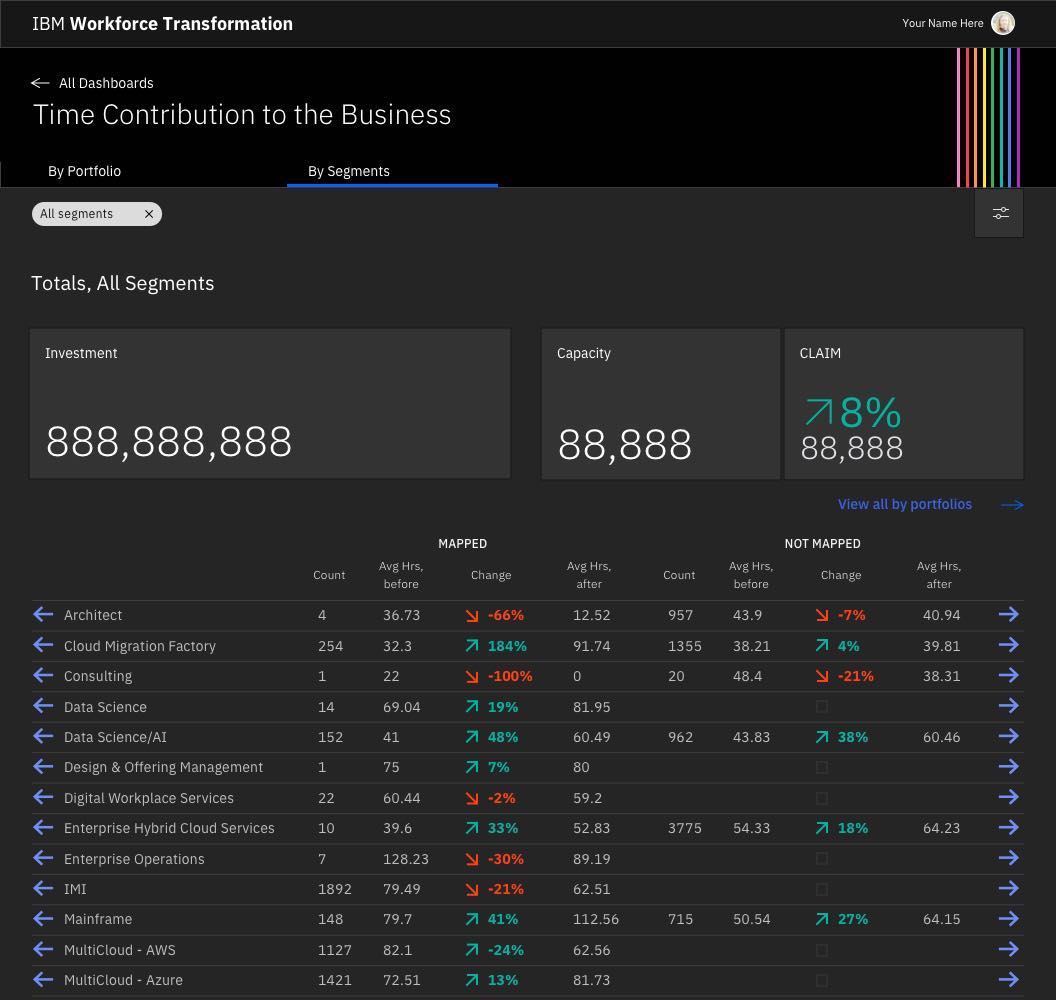 IBM Workforce Transformation
Your Name Here
All Dashboards
Time Contribution to the Business
By Portfolio By Segments
All segments
Totals, All Segments
Investment
888,888,888
Capacity
88,888
CLAIM
8%
88,888
View all by portfolios
MAPPED NOT MAPPED
Count Avg Hrs, before Change Avg Hrs, after Count Avg Hrs, before Change Avg Hrs, after
Architect 4 36.73 -66% 12.52 957 43.9 -7% 40.94
Cloud Migration Factory 254 32.3 184% 91.74 1355 38.21 4% 39.81
Consulting 1 22 -100% 0 20 48.4 -21% 38.31
Data Science 14 69.04 19% 81.95
Data Science/AI 152 41 48% 60.49 962 43.83 38% 60.46
Design & Offering Management 1 75 7% 80
Digital Workplace Services 22 60.44 -2% 59.2
Enterprise Hybrid Cloud Services 10 39.6 33% 52.83 3775 54.33 18% 64.23
Enterprise Operations 7 128.23 -30% 89.19
IMI 1892 79.49 -21% 62.51
Mainframe 148 79.7 41% 112.56 715 50.54 27% 64.15
MultiCloud - AWS 1127 82.1 -24% 62.56
MultiCloud - Azure 1421 72.51 13% 81.73